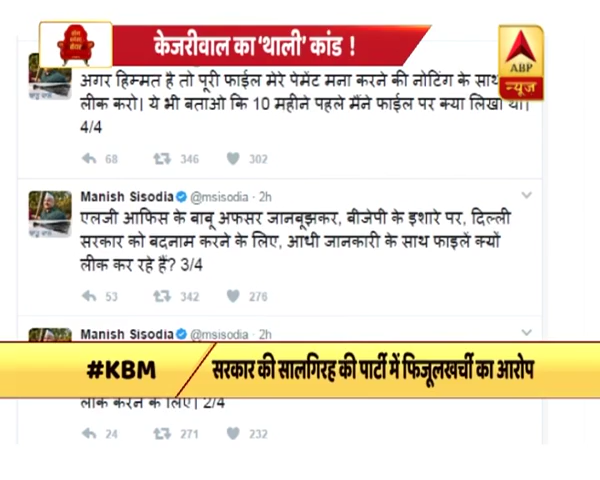 केजरीवाल का 'थाली' कांड !
ABP
न्यूज़
अगर हिम्मत है तो पूरी फाईल मेरे पेमेंट मना करने की नोटिंग के साथ
लीक करो। ये भी बताओ कि 10 महीने पहले मैंने फाईल पर क्या लिखा था।
4/4
68 346 302
Manish Sisodia @msisodia · 2h
एलजी आफिस के बाबू अफसर जानबूझकर, बीजेपी के इशारे पर, दिल्ली
सरकार को बदनाम करने के लिए, आधी जानकारी के साथ फाइलें क्यों
लीक कर रहे हैं? 3/4
53 342 276
Manish Sisodia @msisodia · 2h
#KBM
सरकार की सालगिरह की पार्टी में फिजूलखर्ची का आरोप
लीक करने के लिए। 2/4
24 271 232